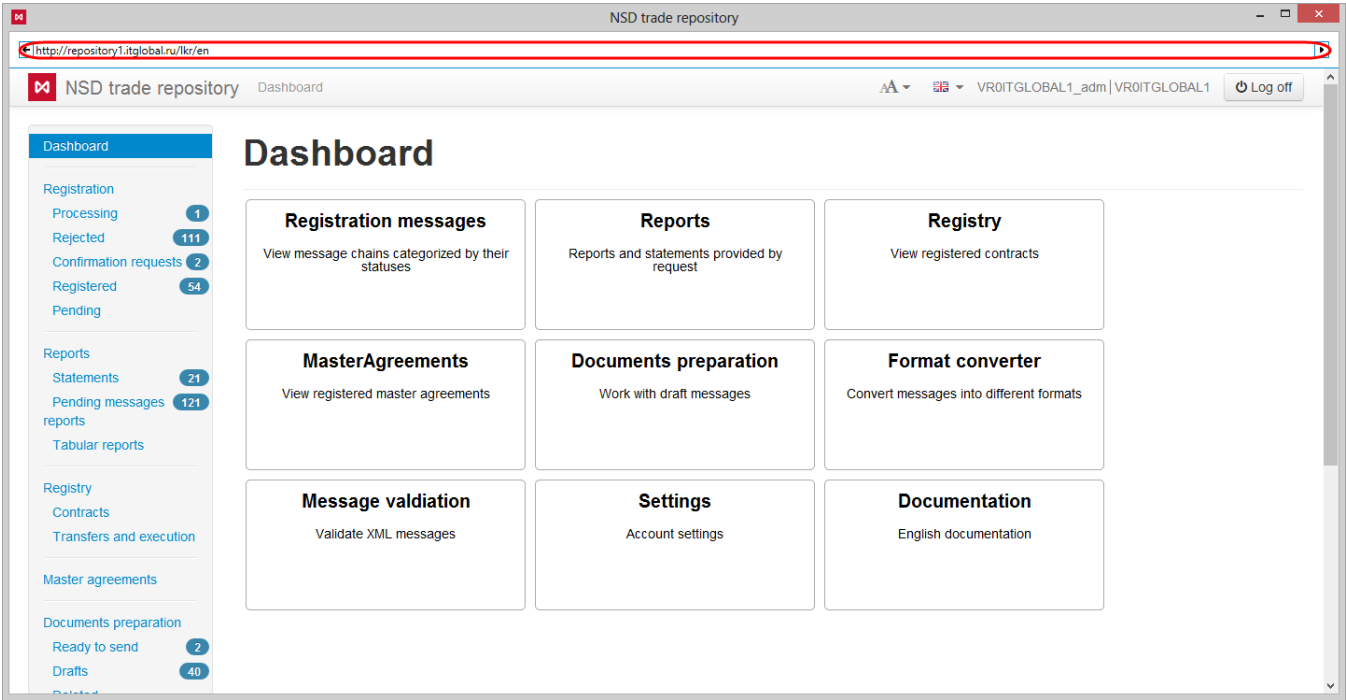 NSD trade repository
http://repository1.itglobal.ru/lkr/en
NSD trade repository Dashboard AA VR0ITGLOBAL1_adm | VR0ITGLOBAL1 Log off
Dashboard
Registration
Processing 1
Rejected 111
Confirmation requests 2
Registered 54
Pending
Reports
Statements 21
Pending messages 121
reports
Tabular reports
Registry
Contracts
Transfers and execution
Master agreements
Documents preparation
Ready to send 2
Drafts 40
Dashboard
Registration messages
View message chains categorized by their
statuses
Reports
Reports and statements provided by
request
Registry
View registered contracts
MasterAgreements
View registered master agreements
Documents preparation
Work with draft messages
Format converter
Convert messages into different formats
Message valdiation
Validate XML messages
Settings
Account settings
Documentation
English documentation